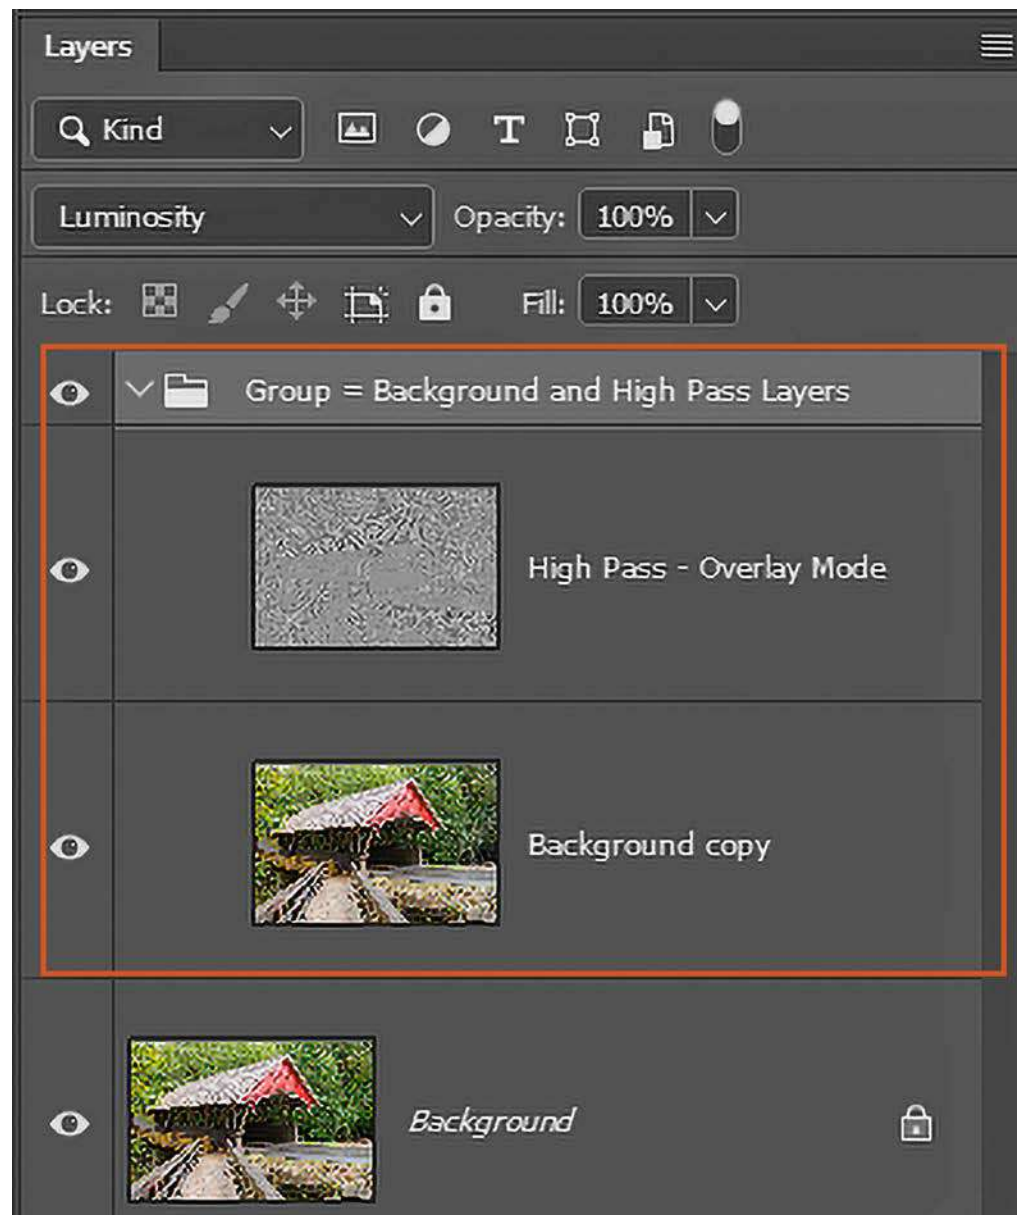 Layers
Kind
Luminosity Opacity: 100%
Lock: Fill: 100%
Group = Background and High Pass Layers
High Pass - Overlay Mode
Background copy
Background